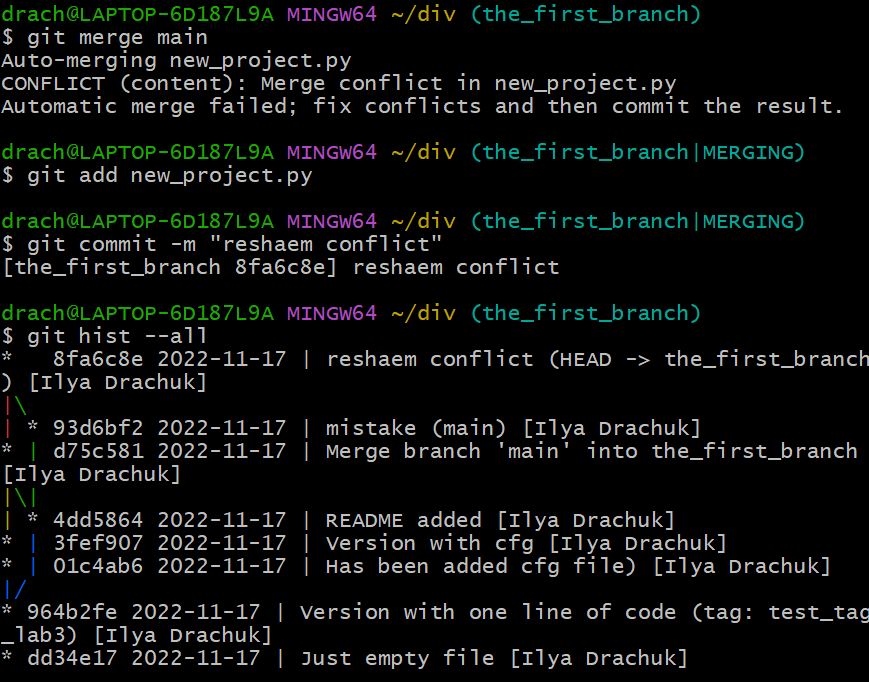 drach@LAPTOP-6D187L9A MINGW64 ~/div (the_first_branch)
$ git merge main
Auto-merging new_project.py
CONFLICT (content): Merge conflict in new_project.py
Automatic merge failed; fix conflicts and then commit the result.
drach@LAPTOP-6D187L9A MINGW64 ~/div (the_first_branch|MERGING)
$ git add new_project.py
drach@LAPTOP-6D187L9A MINGW64 ~/div (the_first_branch|MERGING)
$ git commit -m "reshaem conflict"
[the_first_branch 8fa6c8e] reshaem conflict
drach@LAPTOP-6D187L9A MINGW64 ~/div (the_first_branch)
$ git hist --all
*   8fa6c8e 2022-11-17 | reshaem conflict (HEAD -> the_first_branch
) [Ilya Drachuk]
|\
| * 93d6bf2 2022-11-17 | mistake (main) [Ilya Drachuk]
* | d75c581 2022-11-17 | Merge branch 'main' into the_first_branch
[Ilya Drachuk]
|\|
| * 4dd5864 2022-11-17 | README added [Ilya Drachuk]
* | 3fef907 2022-11-17 | Version with cfg [Ilya Drachuk]
* | 01c4ab6 2022-11-17 | Has been added cfg file) [Ilya Drachuk]
|/
* 964b2fe 2022-11-17 | Version with one line of code (tag: test_tag
_lab3) [Ilya Drachuk]
* dd34e17 2022-11-17 | Just empty file [Ilya Drachuk]